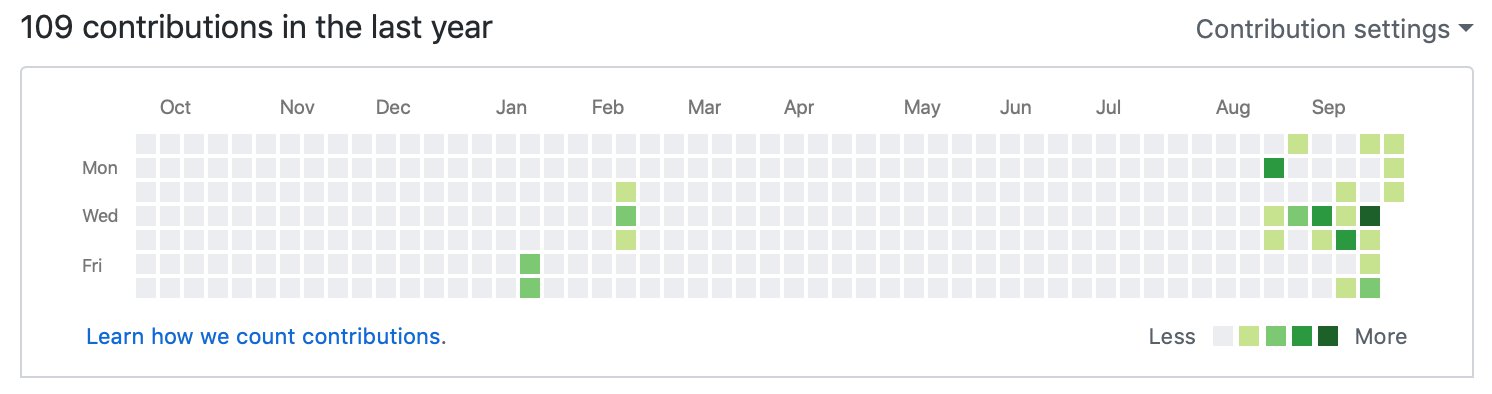 109 contributions in the last year
Contribution settings
Oct Nov Dec Jan Feb Mar Apr May Jun Jul Aug Sep
Mon
Wed
Fri
Learn how we count contributions.
Less More